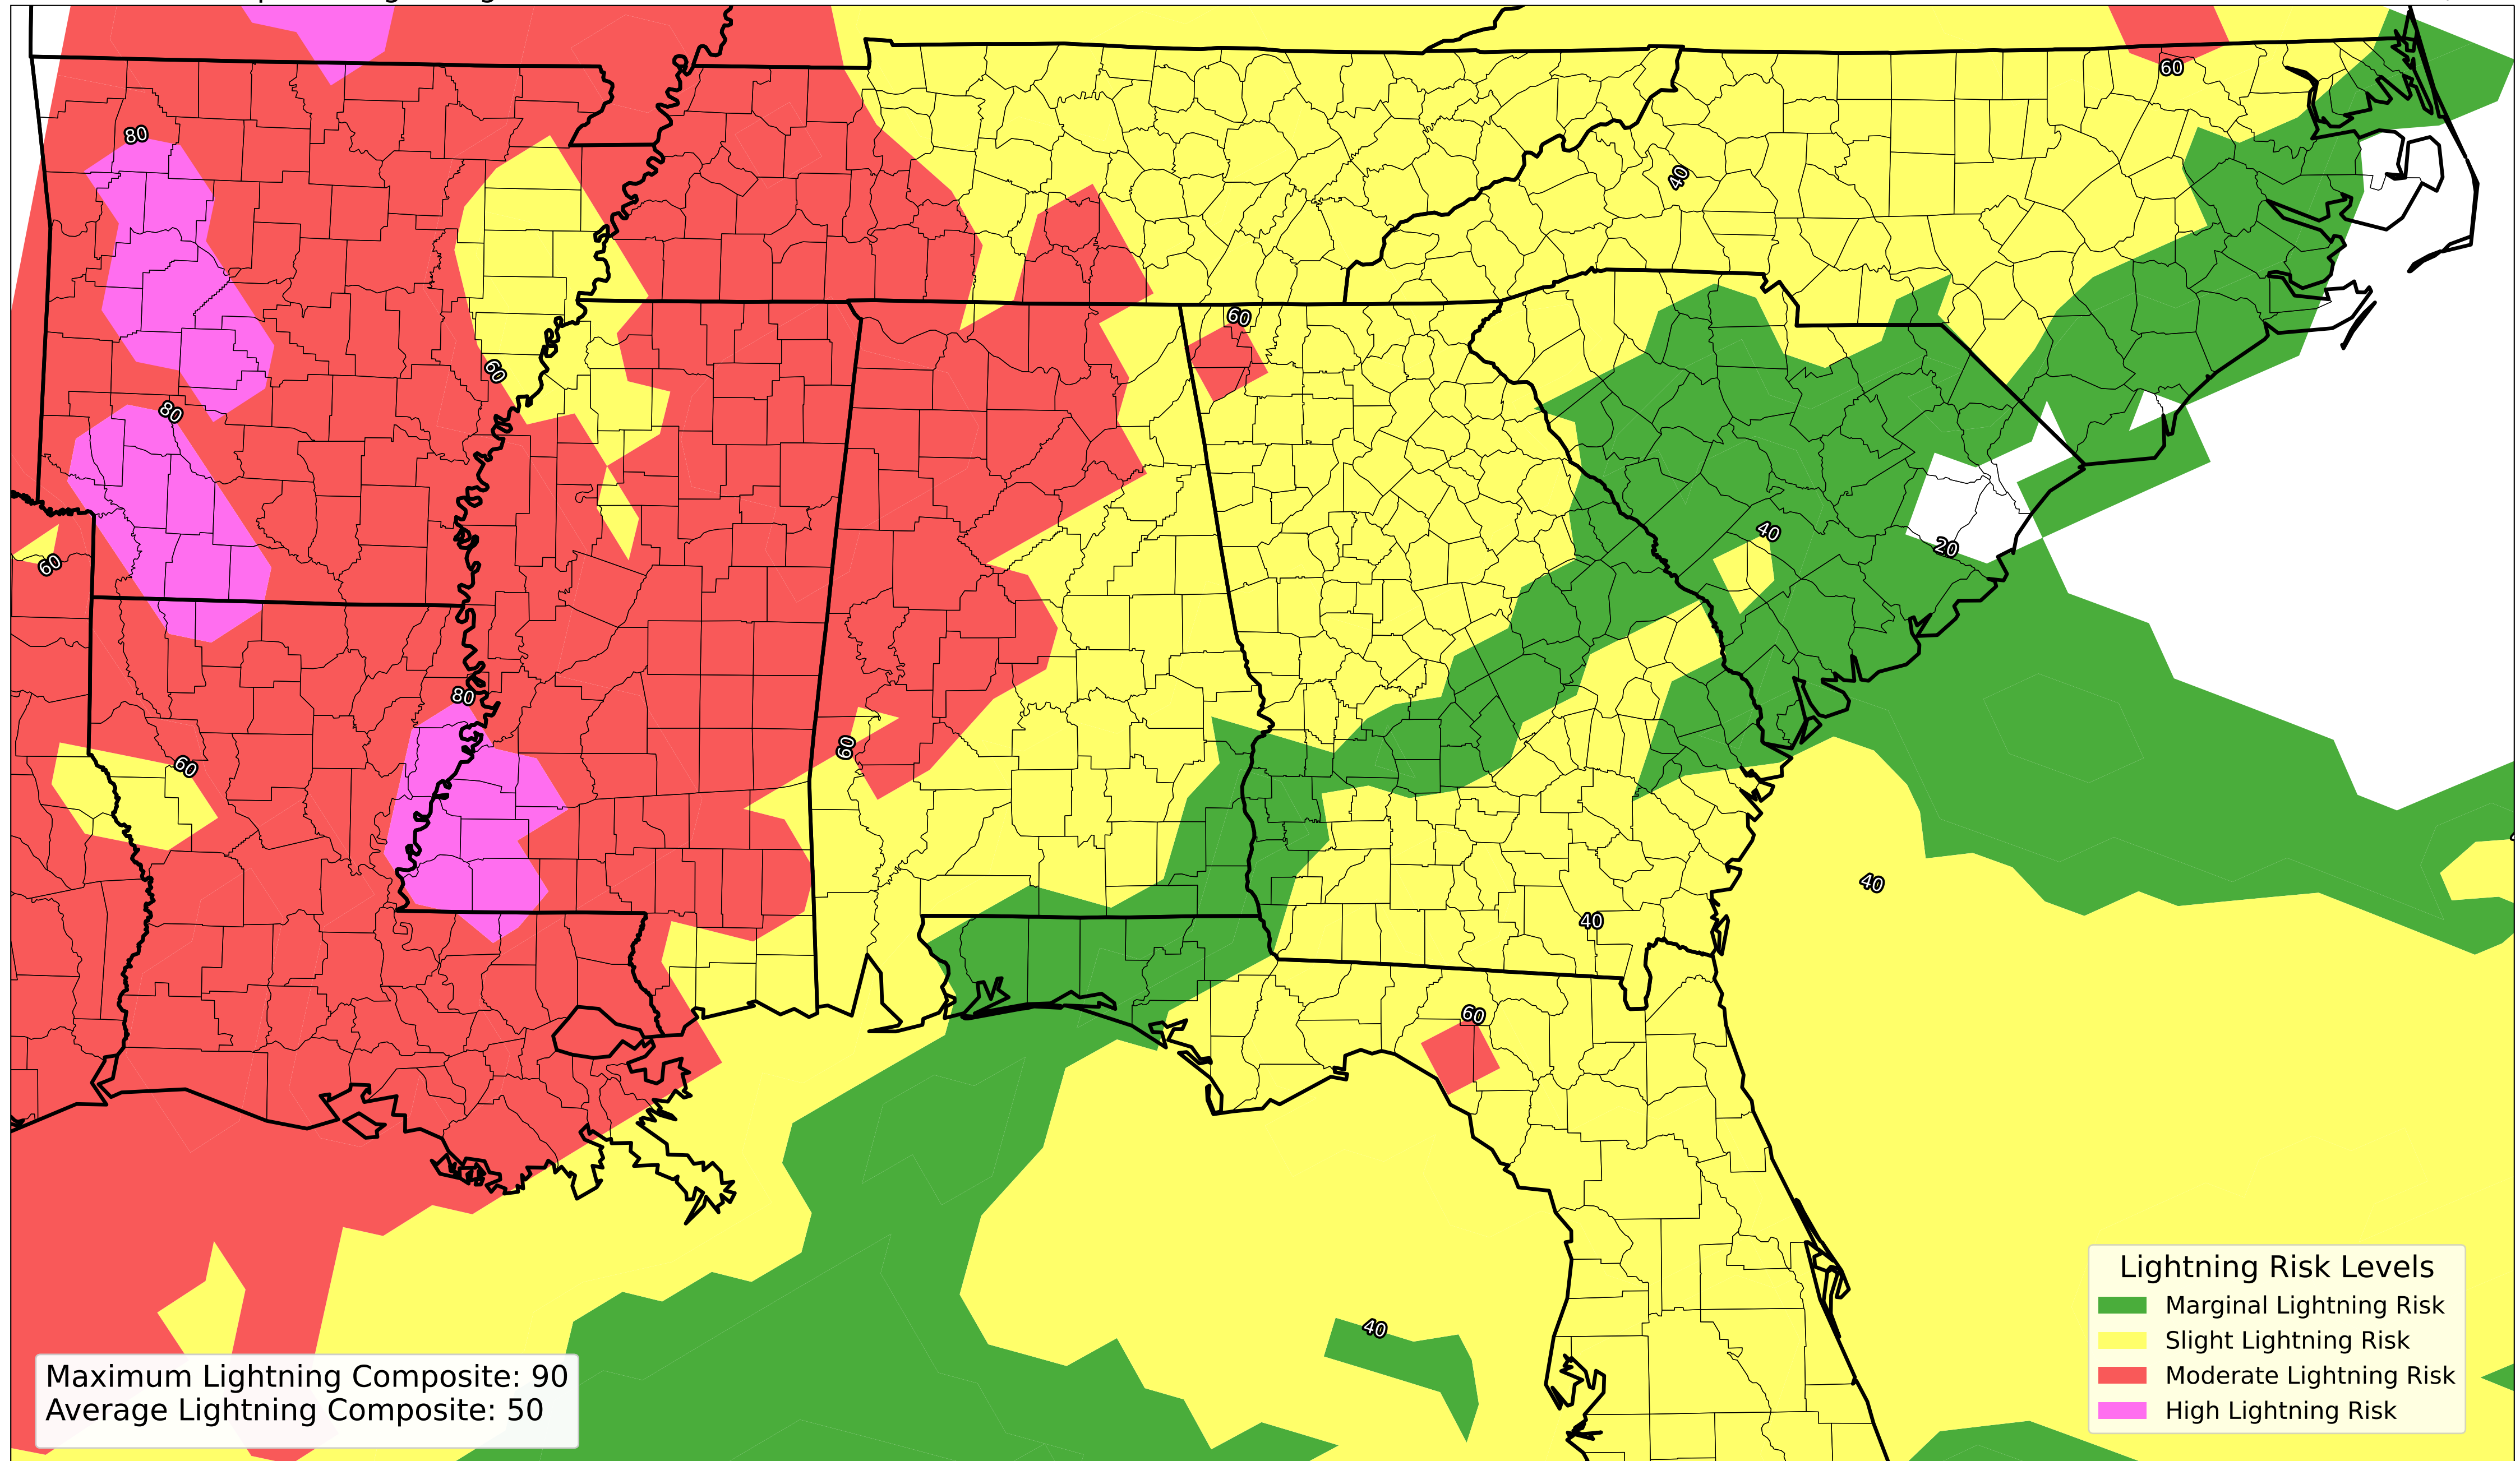 60
80
40
60
80
60
40
20
60
80
60
60
40
40
60
40
Lightning Risk Levels
Marginal Lightning Risk
Slight Lightning Risk
Moderate Lightning Risk
High Lightning Risk
Maximum Lightning Composite: 90
Average Lightning Composite: 50